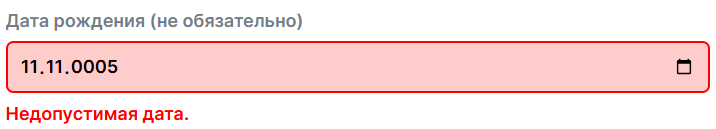 Дата рождения (не обязательно)
11.11.0005
Недопустимая дата.